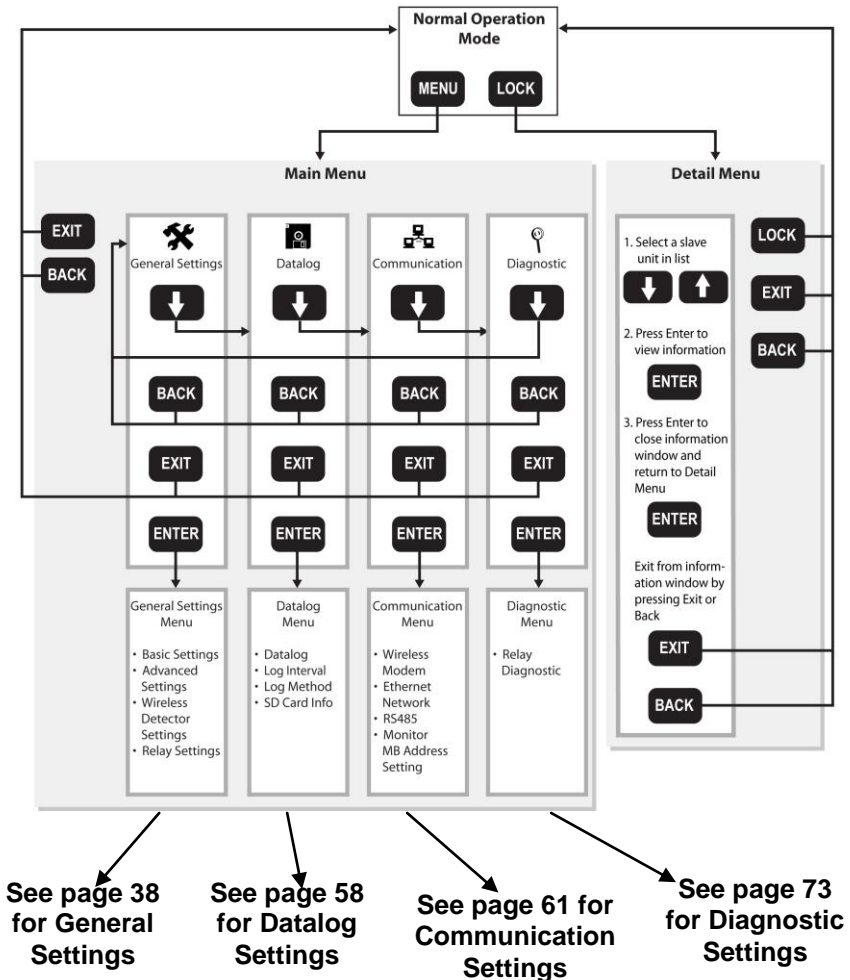 Normal Operation
Mode
MENU
LOCK
Main Menu
EXIT
BACK
General Settings
BACK
EXIT
ENTER
General Settings
Menu
• Basic Settings
• Advanced
Settings
• Wireless
Detector
Settings
• Relay Settings
Datalog
BACK
EXIT
ENTER
Datalog
Menu
• Datalog
• Log Interval
• Log Method
• SD Card Info
Communication
BACK
EXIT
ENTER
Communication
Menu
• Wireless
Modem
• Ethernet
Network
• RS485
• Monitor
MB Address
Setting
Diagnostic
BACK
EXIT
ENTER
Diagnostic
Menu
• Relay
Diagnostic
Detail Menu
1. Select a slave
unit in list
2. Press Enter to
view information
ENTER
3. Press Enter to
close information
window and
return to Detail
Menu
ENTER
Exit from inform-
ation window by
pressing Exit or
Back
EXIT
BACK
LOCK
EXIT
BACK
See page 38
for General
Settings
See page 58
for Datalog
Settings
See page 61 for
Communication
Settings
See page 73
for Diagnostic
Settings